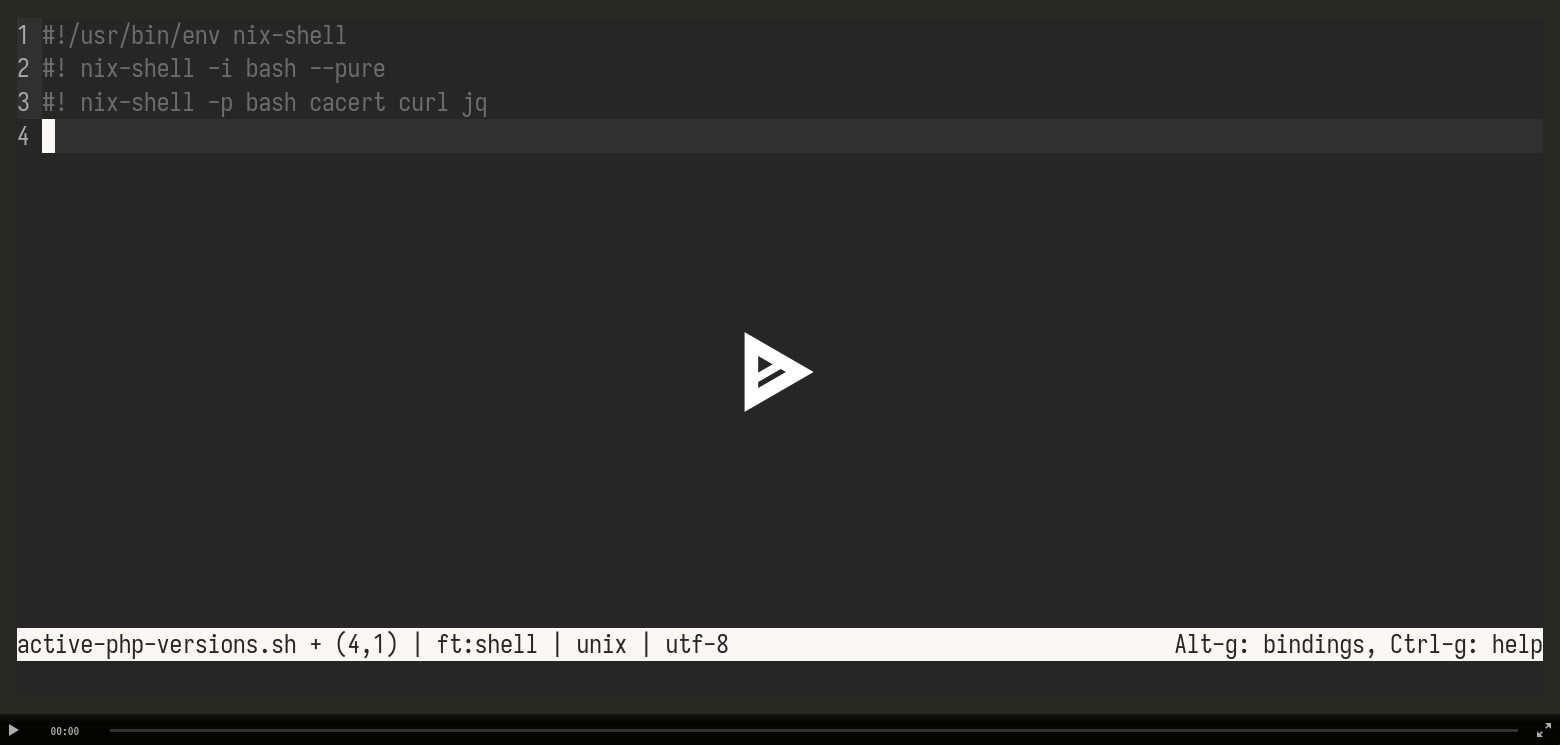 1 #!/usr/bin/env nix-shell
2 #! nix-shell -i bash --pure
3 #! nix-shell -p bash cacert curl jq
4
active-php-versions.sh + (4,1) | ft:shell | unix | utf-8 Alt-g: bindings, Ctrl-g: help
00:00